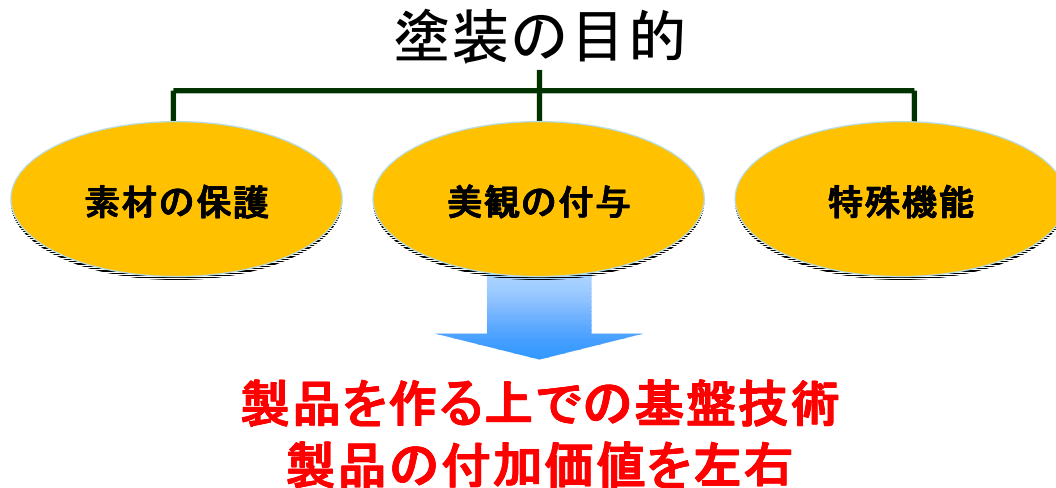 塗装の目的
素材の保護
美観の付与
特殊機能
製品を作る上での基盤技術
製品の付加価値を左右